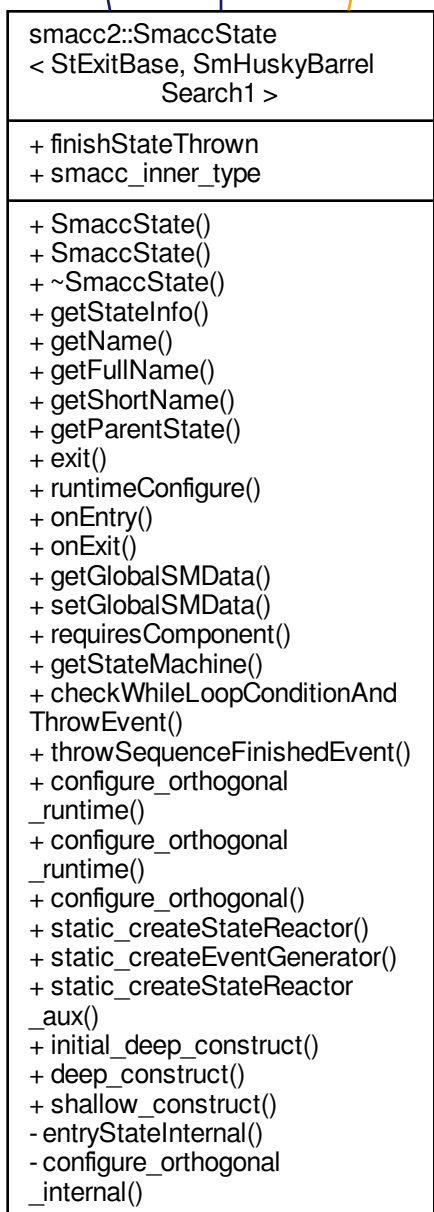 smacc2::SmaccState
< StExitBase, SmHuskyBarrel
Search1 >
+ finishStateThrown
+ smacc_inner_type
+ SmaccState()
+ SmaccState()
+ ~SmaccState()
+ getStateInfo()
+ getName()
+ getFullName()
+ getShortName()
+ getParentState()
+ exit()
+ runtimeConfigure()
+ onEntry()
+ onExit()
+ getGlobalSMData()
+ setGlobalSMData()
+ requiresComponent()
+ getStateMachine()
+ checkWhileLoopConditionAnd
ThrowEvent()
+ throwSequenceFinishedEvent()
+ configure_orthogonal
_runtime()
+ configure_orthogonal
_runtime()
+ configure_orthogonal()
+ static_createStateReactor()
+ static_createEventGenerator()
+ static_createStateReactor
_aux()
+ initial_deep_construct()
+ deep_construct()
+ shallow_construct()
- entryStateInternal()
- configure_orthogonal
_internal()